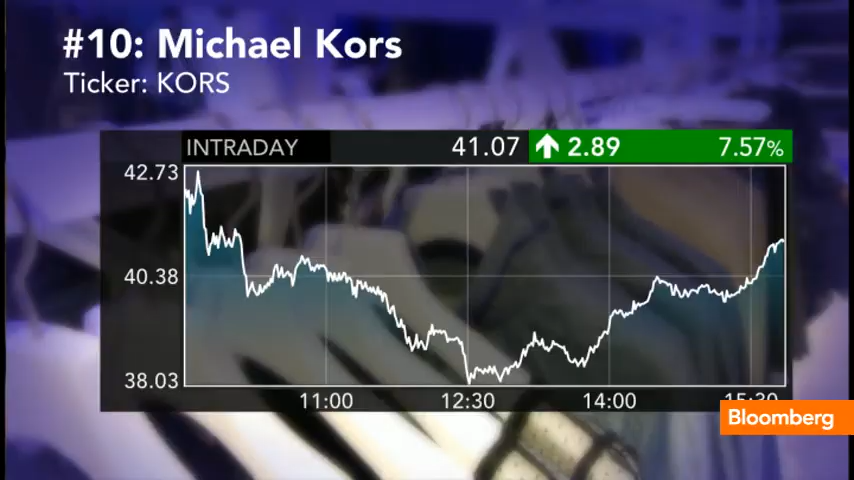 #10: Michael Kors
Ticker: KORS
INTRADAY 41.07 2.89 7.57%
42.73
40.38
38.03
11:00 12:30 14:00 15:30
Bloomberg